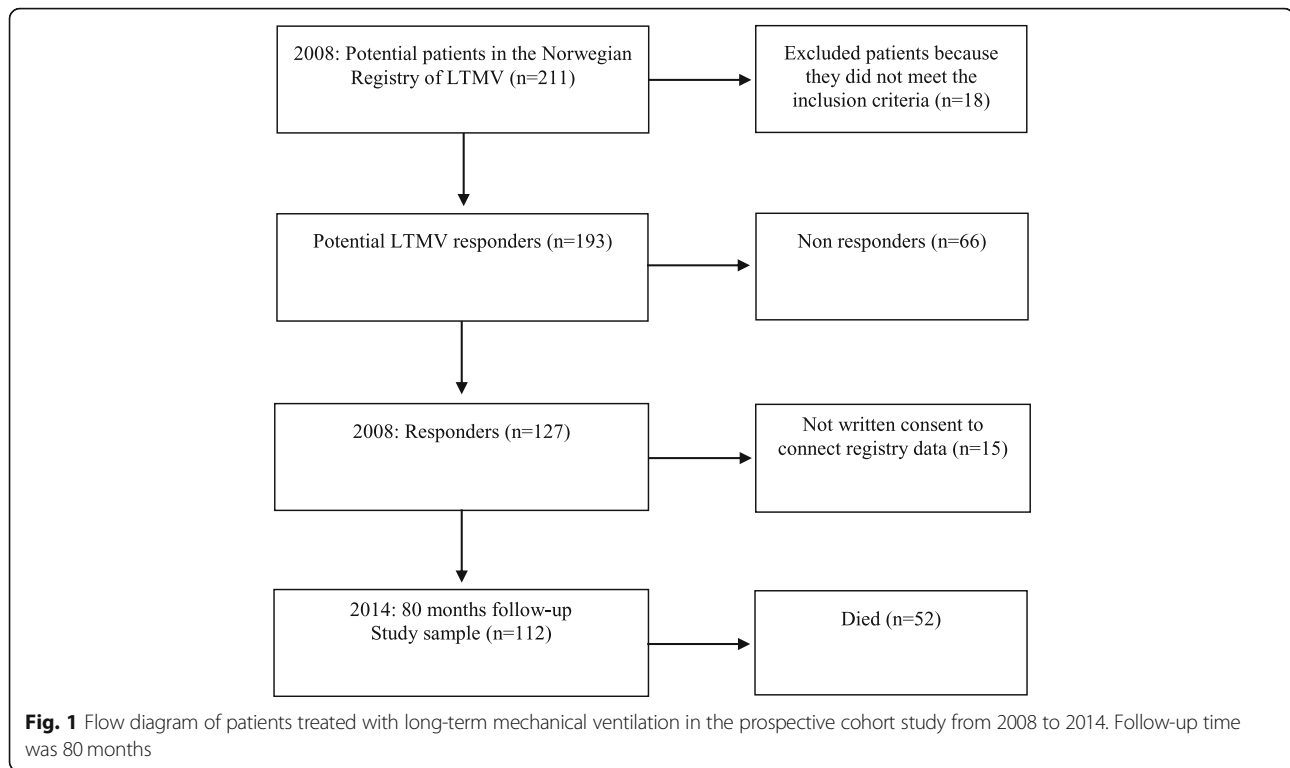 2008: Potential patients in the Norwegian
Registry of LTMV (n=211)
Excluded patients because
they did not meet the
inclusion criteria (n=18)
Potential LTMV responders (n=193)
Non responders (n=66)
2008: Responders (n=127)
Not written consent to
connect registry data (n=15)
2014: 80 months follow-up
Study sample (n=112)
Died (n=52)
Fig. 1 Flow diagram of patients treated with long-term mechanical ventilation in the prospective cohort study from 2008 to 2014. Follow-up time
was 80 months